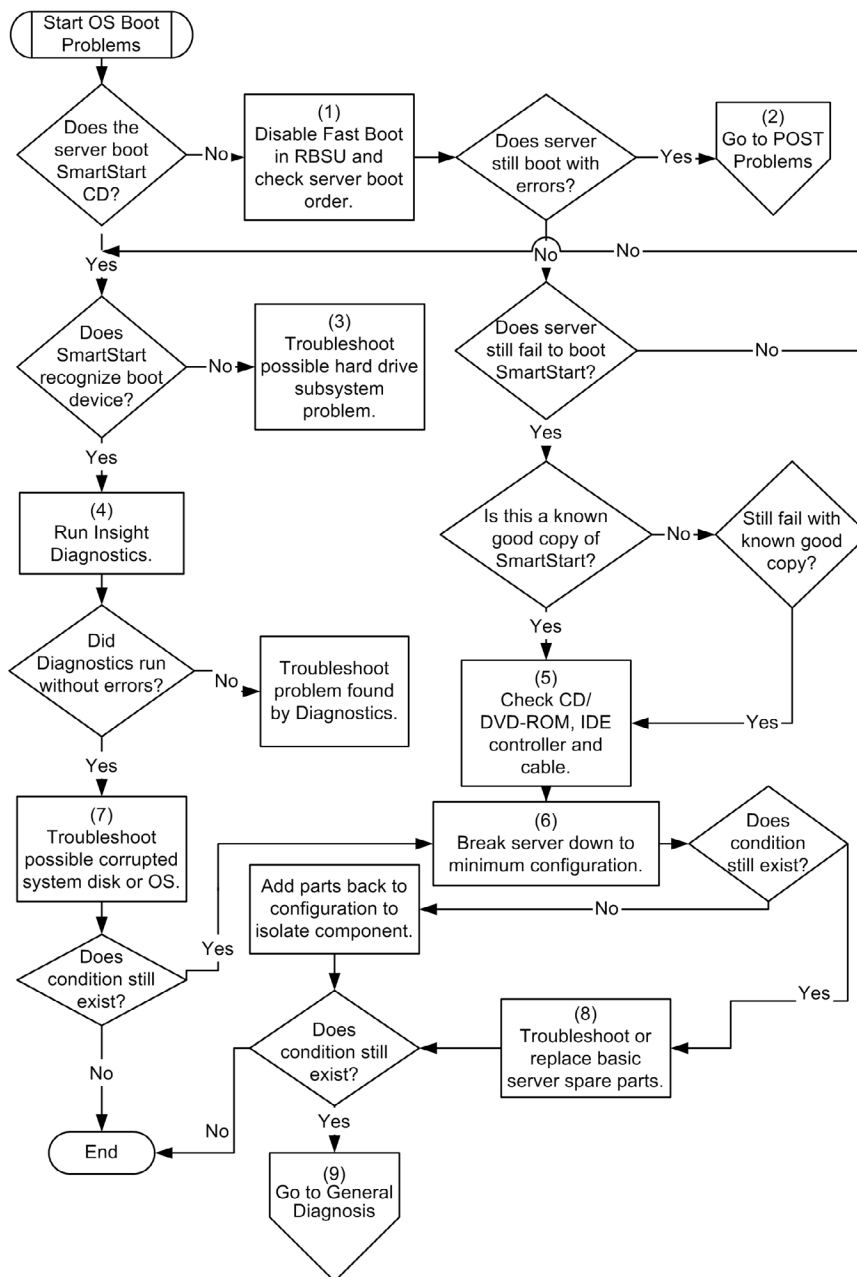 Start OS Boot
Problems
Does the
server boot
SmartStart
CD?
No
(1)
Disable Fast Boot
in RBSU and
check server boot
order.
Does server
still boot with
errors?
Yes
(2)
Go to POST
Problems
Yes
No
No
Does
SmartStart
recognize boot
device?
No
(3)
Troubleshoot
possible hard drive
subsystem
problem.
Does server
still fail to boot
SmartStart?
No
Yes
Yes
(4)
Run Insight
Diagnostics.
Is this a known
good copy of
SmartStart?
No
Still fail with
known good
copy?
Did
Diagnostics run
without errors?
No
Troubleshoot
problem found
by Diagnostics.
Yes
(5)
Check CD/
DVD-ROM, IDE
controller and
cable.
Yes
Yes
(7)
Troubleshoot
possible corrupted
system disk or OS.
(6)
Break server down to
minimum configuration.
Does
condition
still exist?
Add parts back to
configuration to
isolate component.
No
Does
condition still
exist?
Yes
Yes
(8)
Troubleshoot or
replace basic
server spare parts.
Does
condition still
exist?
No
No
Yes
End
(9)
Go to General
Diagnosis